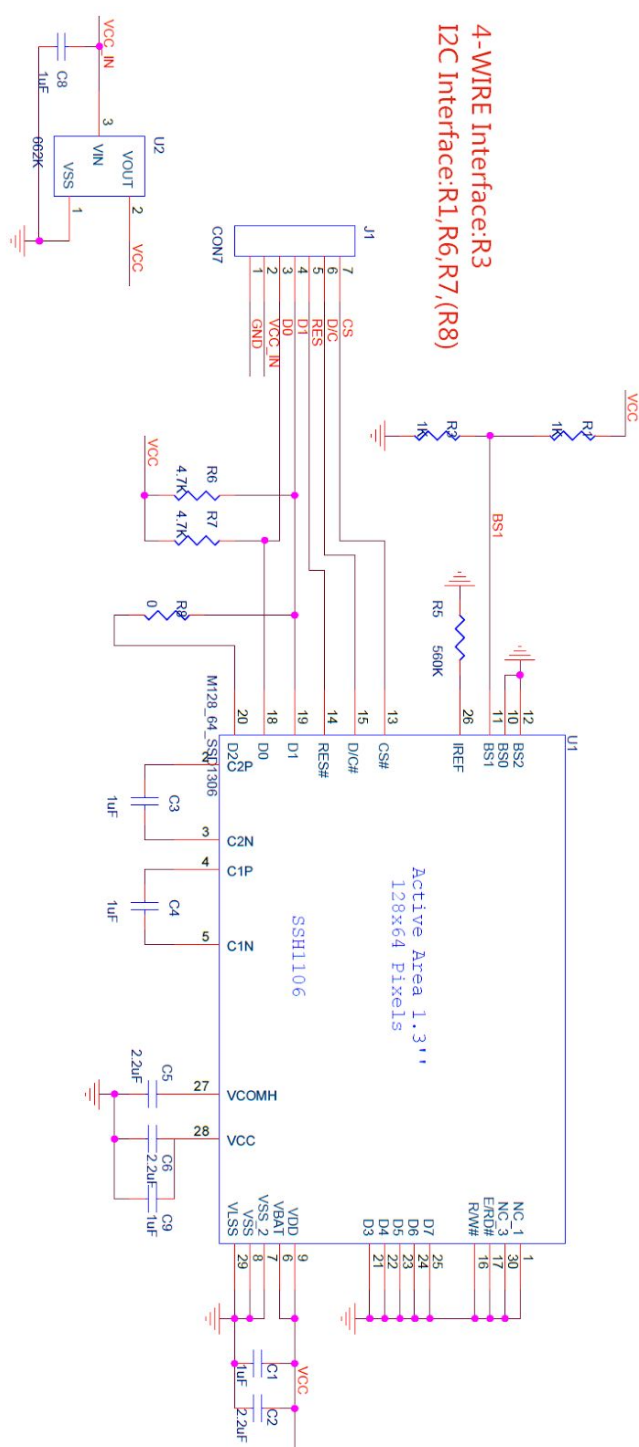 4-WIRE Interface:R3
I2C Interface:R1,R6,R7,(R8)
VCC_IN
C8
1uF
U2
3
VIN
VOUT
VSS
2
1
VCC
662K
J1
CON7
7
6
5
4
3
2
1
CS
D/C
RES
D1
D0
VCC_IN
GND
VCC
R1
1K
R3
1K
BS1
R5
560K
VCC
R6
4.7K
R7
4.7K
R8
0
U1
12
10
11
26
13
15
14
19
18
20
BS2
BS0
BS1
IREF
CS#
D/C#
RES#
D1
D0
D2
M128_64_SSD1306
Active Area 1.3''
128x64 Pixels
SSH1106
2
C2P
C3
1uF
3
C2N
4
C1P
C4
1uF
5
C1N
27
VCOMH
C5
2.2uF
28
VCC
C6
2.2uF
C9
1uF
NC_1
NC_3
E/RD#
R/W#
D7
D6
D5
D4
D3
1
30
17
16
25
24
23
22
21
VDD
VBAT
VSS_2
VSS
VLSS
9
6
7
8
29
VCC
C1
1uF
C2
2.2uF